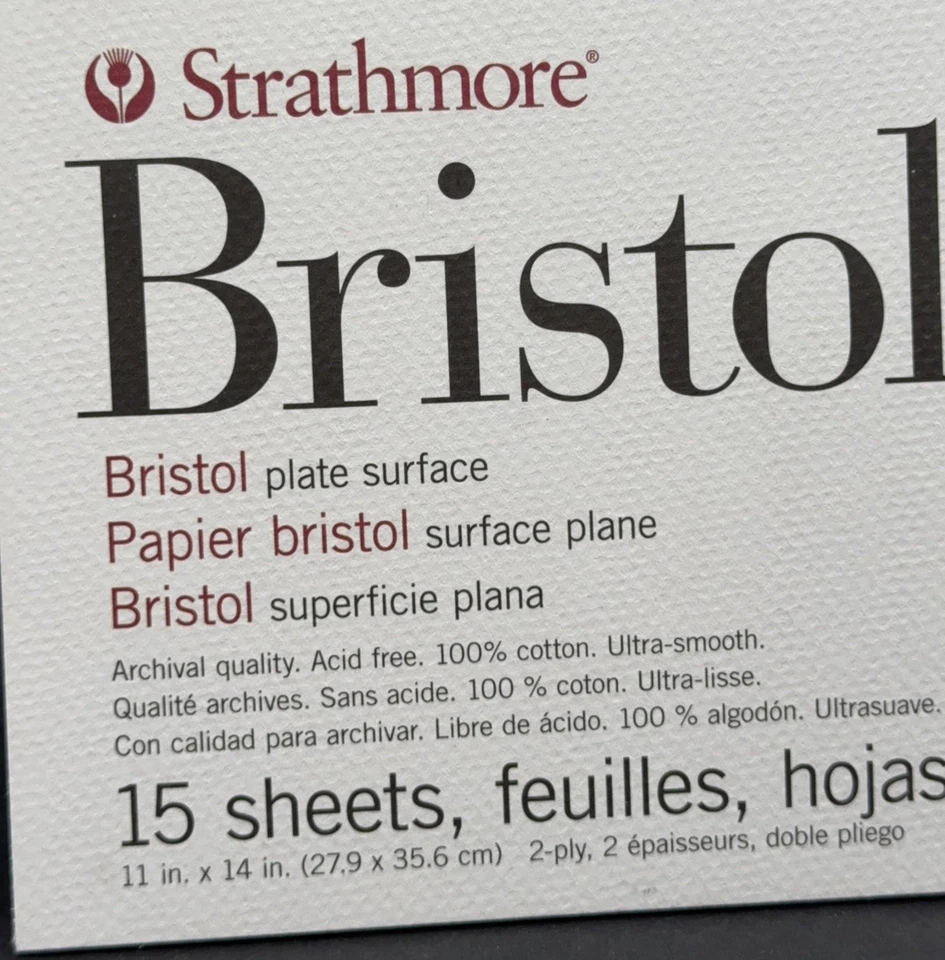 Strathmore®
Bristol
Bristol plate surface
Papier bristol surface plane
Bristol superficie plana
Archival quality. Acid free. 100% cotton. Ultra-smooth.
Qualité archives. Sans acide. 100 % coton. Ultra-lisse.
Con calidad para archivar. Libre de ácido. 100 % algodón. Ultrasuave.
15 sheets, feuilles, hojas
11 in. x 14 in. (27.9 x 35.6 cm) 2-ply, 2 épaisseurs, doble pliego